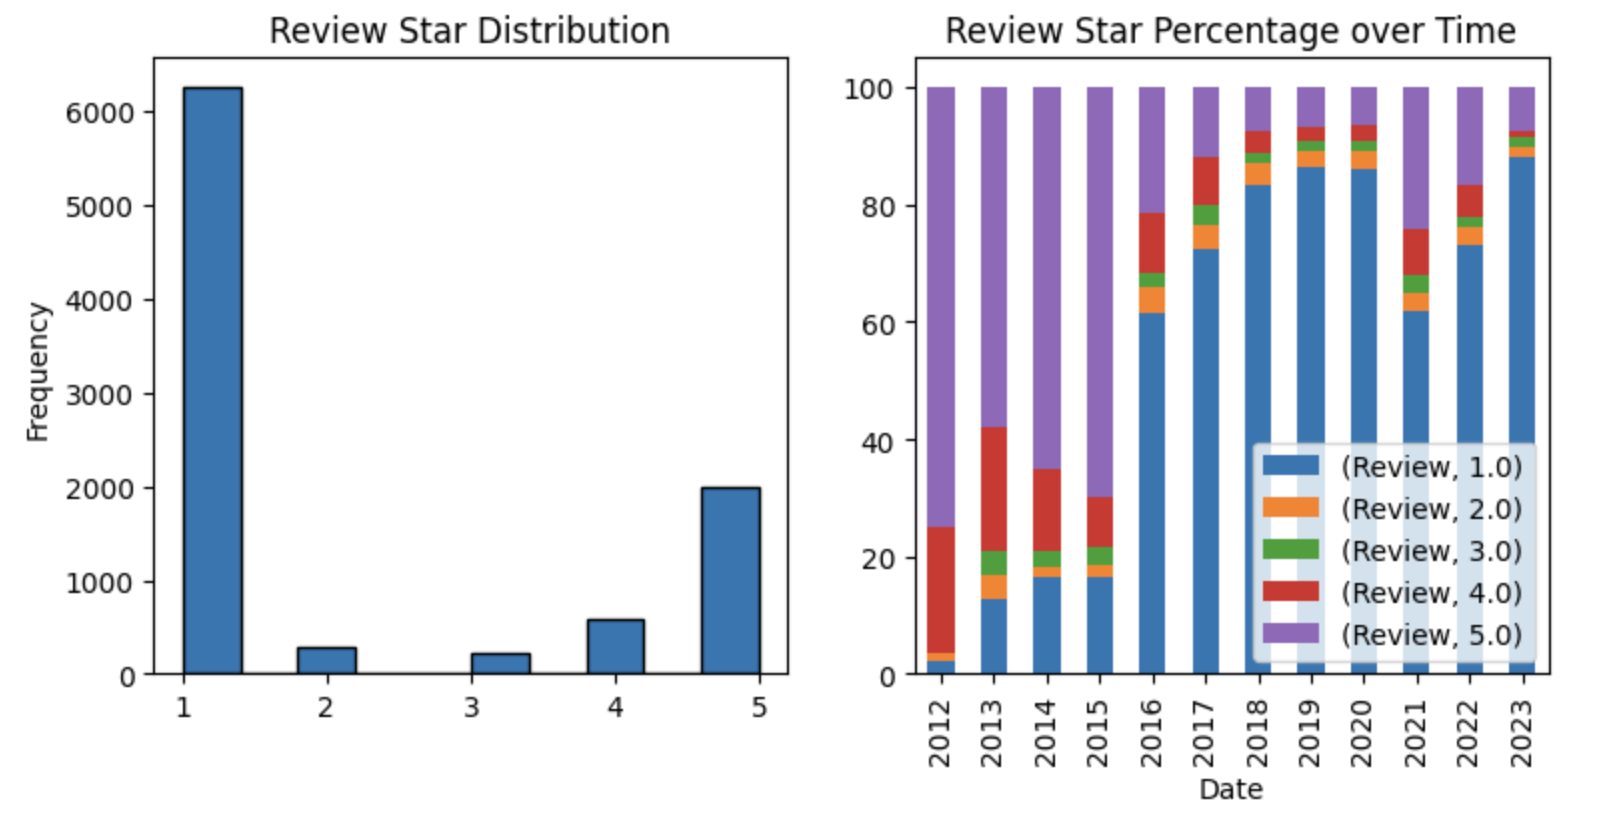 Review Star Distribution
Frequency
6000
5000
4000
3000
2000
1000
0
1 2 3 4 5
Review Star Percentage over Time
100
80
60
40
20
0
(Review, 1.0)
(Review, 2.0)
(Review, 3.0)
(Review, 4.0)
(Review, 5.0)
2012 2013 2014 2015 2016 2017 2018 2019 2020 2021 2022 2023
Date